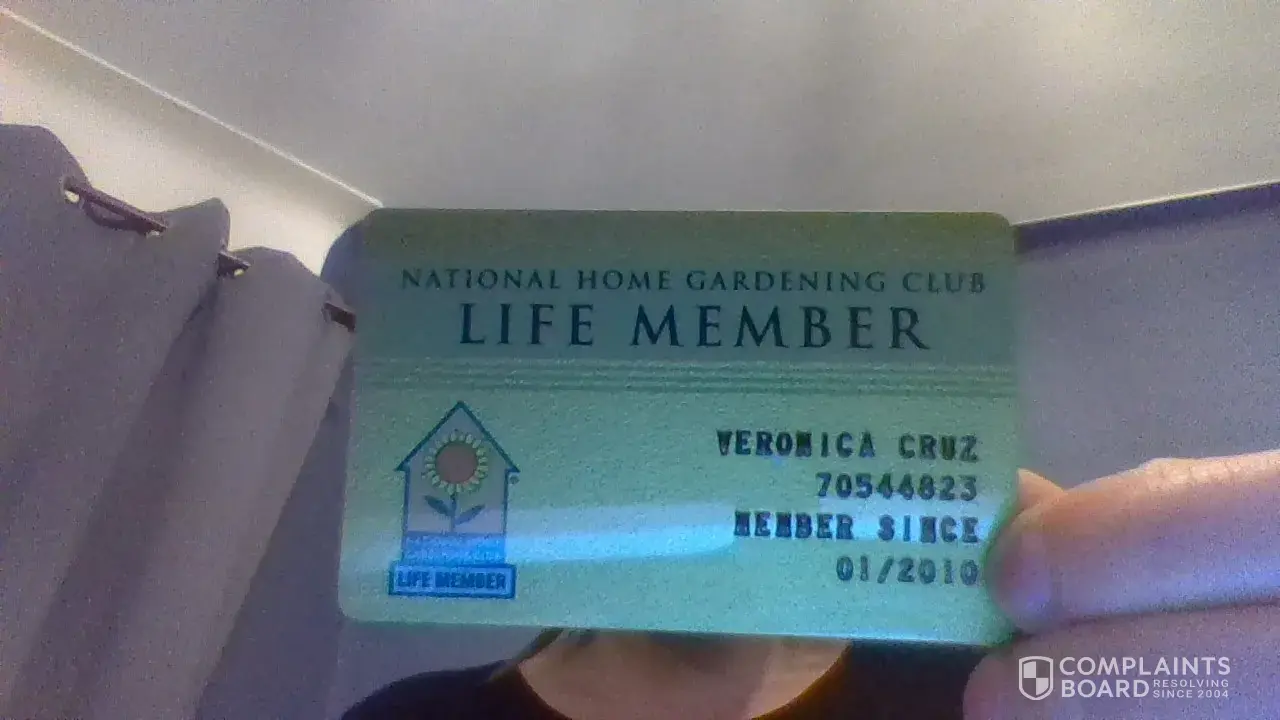 NATIONAL HOME GARDENING CLUB
LIFE MEMBER
VERONICA CRUZ
70544823
MEMBER SINCE
01/2010
LIFE MEMBER
COMPLAINTS
BOARD RESOLVING
SINCE 2004